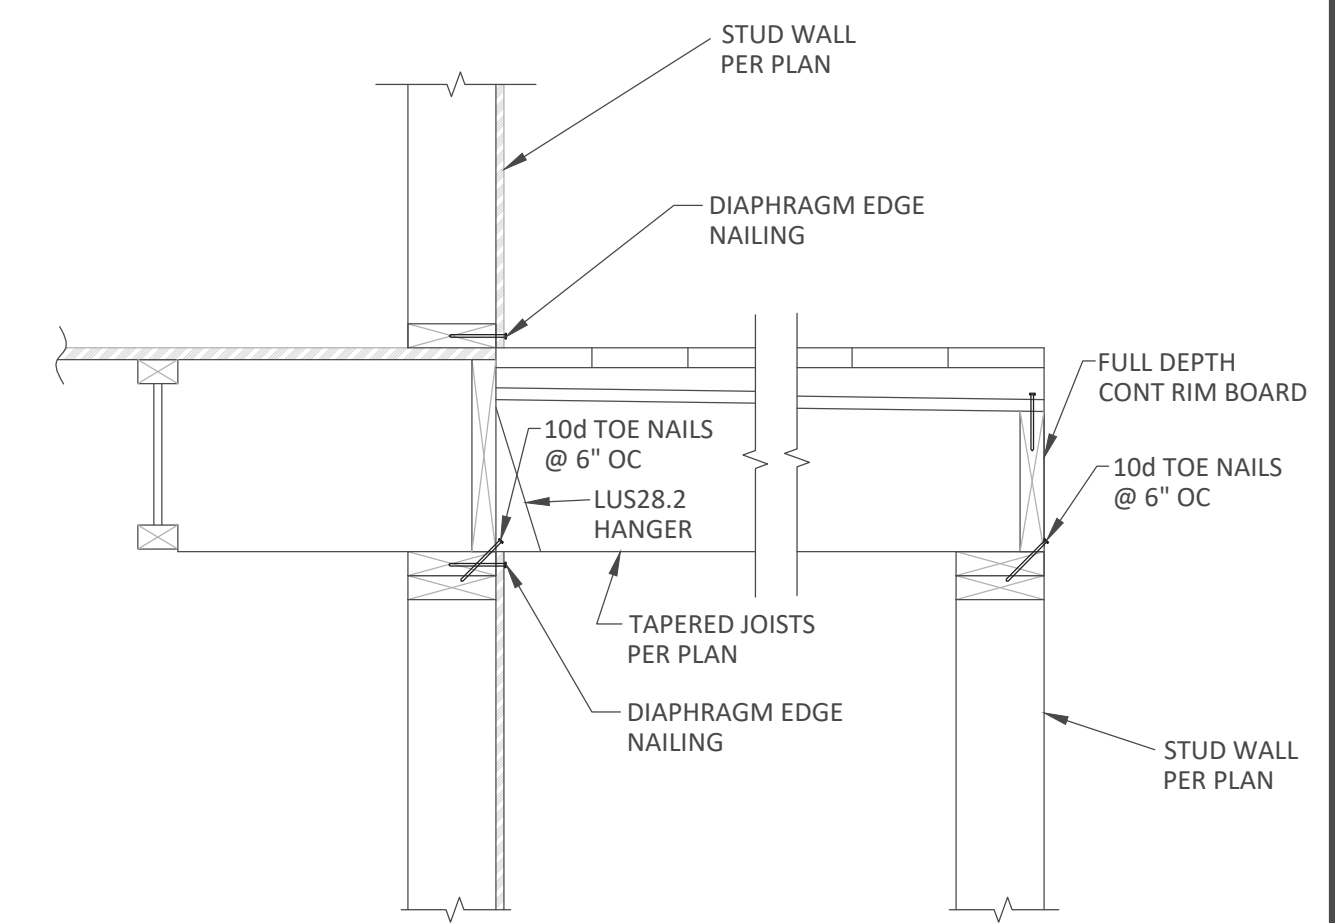 STUD WALL
PER PLAN
DIAPHRAGM EDGE
NAILING
FULL DEPTH
CONT RIM BOARD
10d TOE NAILS
@ 6" OC
10d TOE NAILS
@ 6" OC
LUS28.2
HANGER
TAPERED JOISTS
PER PLAN
DIAPHRAGM EDGE
NAILING
STUD WALL
PER PLAN